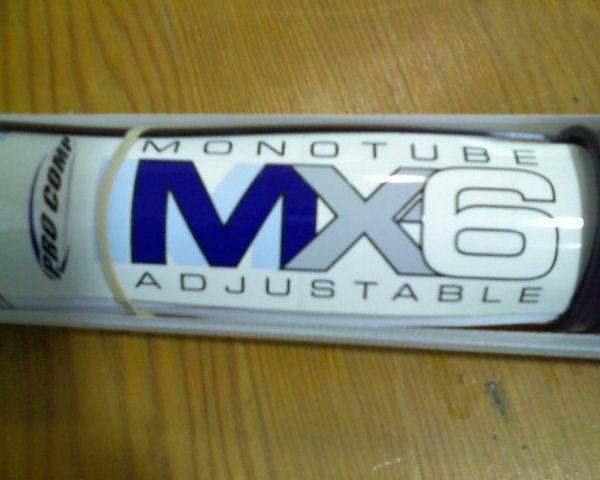 PRO COMP
MONOTUBE
MX6
ADJUSTABLE